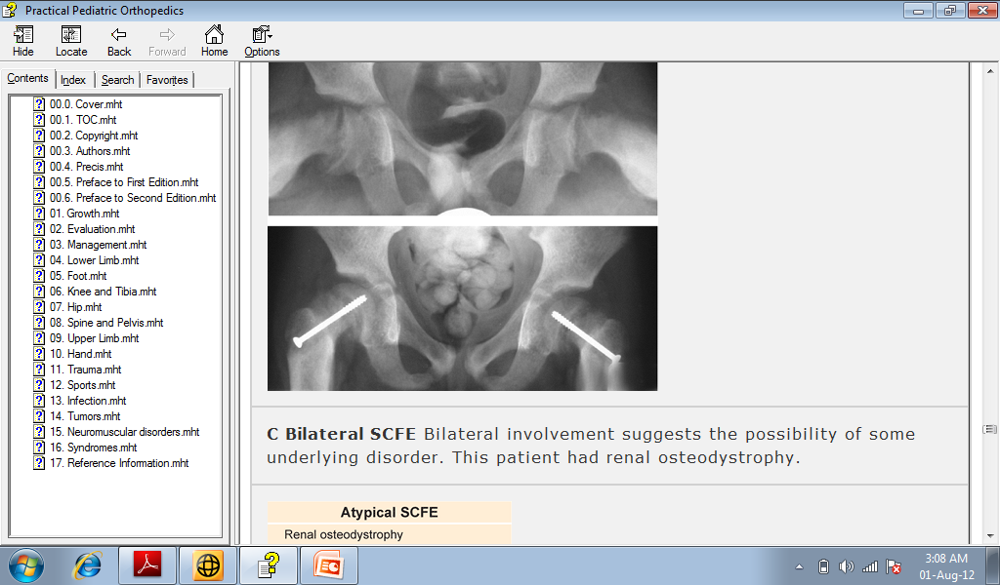 Practical Pediatric Orthopedics
Hide Locate Back Forward Home Options
Contents Index Search Favorites
00.0. Cover.mht
00.1. TOC.mht
00.2. Copyright.mht
00.3. Authors.mht
00.4. Precis.mht
00.5. Preface to First Edition.mht
00.6. Preface to Second Edition.mht
01. Growth.mht
02. Evaluation.mht
03. Management.mht
04. Lower Limb.mht
05. Foot.mht
06. Knee and Tibia.mht
07. Hip.mht
08. Spine and Pelvis.mht
09. Upper Limb.mht
10. Hand.mht
11. Trauma.mht
12. Sports.mht
13. Infection.mht
14. Tumors.mht
15. Neuromuscular disorders.mht
16. Syndromes.mht
17. Reference Information.mht
C Bilateral SCFE Bilateral involvement suggests the possibility of some
underlying disorder. This patient had renal osteodystrophy.
Atypical SCFE
Renal osteodystrophy
3:08 AM
01-Aug-12